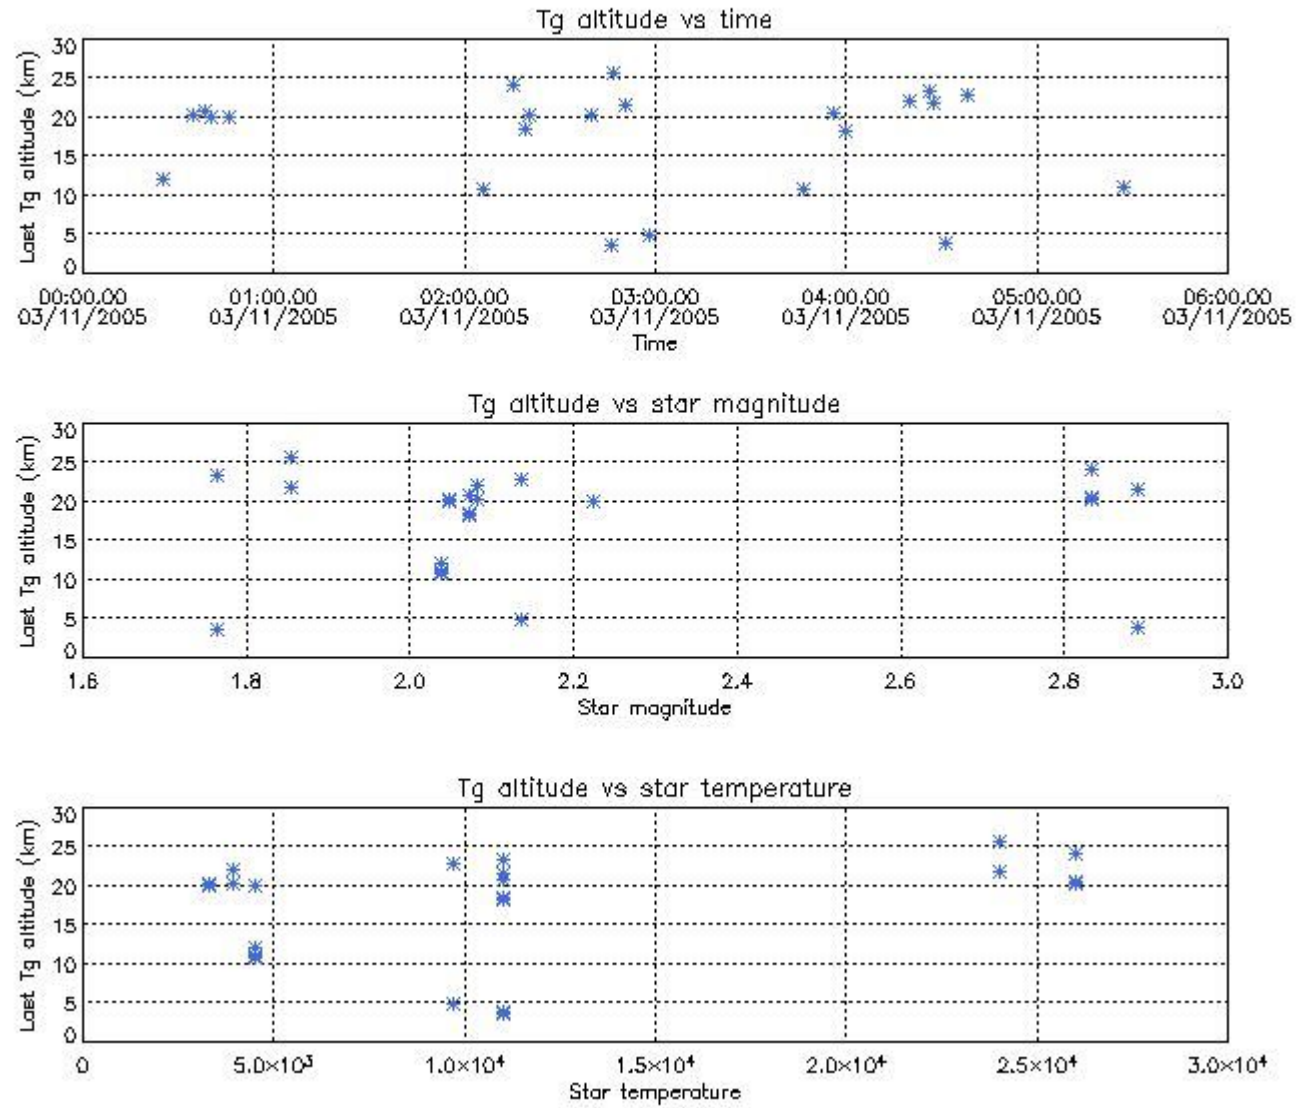 Tg altitude vs time
Last Tg altitude (km)
30
25
20
15
10
5
0
00:00.00 01:00.00 02:00.00 03:00.00 04:00.00 05:00.00 06:00.00
03/11/2005 03/11/2005 03/11/2005 03/11/2005 03/11/2005 03/11/2005 03/11/2005
Time
Tg altitude vs star magnitude
Last Tg altitude (km)
30
25
20
15
10
5
0
1.6 1.8 2.0 2.2 2.4 2.6 2.8 3.0
Star magnitude
Tg altitude vs star temperature
Last Tg altitude (km)
30
25
20
15
10
5
0
0 5.0×10³ 1.0×10⁴ 1.5×10⁴ 2.0×10⁴ 2.5×10⁴ 3.0×10⁴
Star temperature